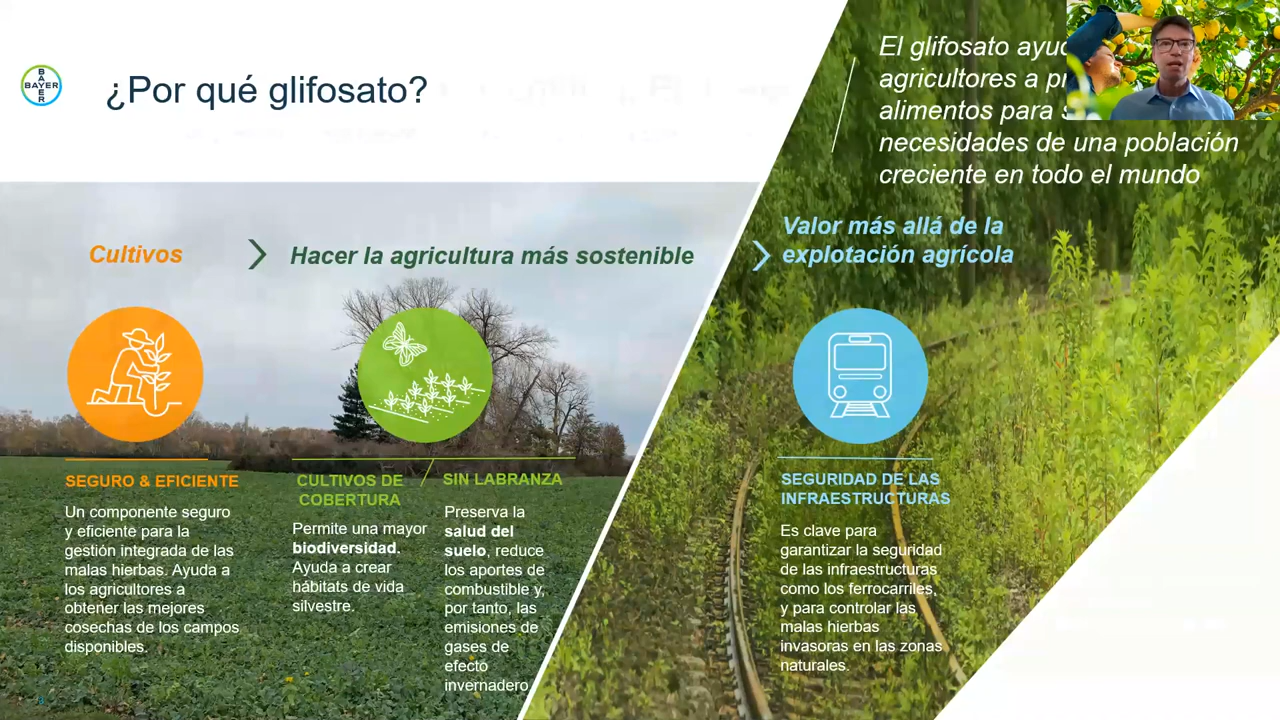 BAYER
BAYER
¿Por qué glifosato?
El glifosato
agricultores a
alimentos para
necesidades de una población
creciente en todo el mundo
Cultivos
Hacer la agricultura más sostenible
Valor más allá de la
explotación agrícola
SEGURO & EFICIENTE
Un componente seguro
y eficiente para la
gestión integrada de las
malas hierbas. Ayuda a
los agricultores a
obtener las mejores
cosechas de los campos
disponibles.
CULTIVOS DE
COBERTURA
Permite una mayor
biodiversidad.
Ayuda a crear
hábitats de vida
silvestre.
SIN LABRANZA
Preserva la
salud del
suelo, reduce
los aportes de
combustible y,
por tanto, las
emisiones de
gases de
efecto
invernadero
SEGURIDAD DE LAS
INFRAESTRUCTURAS
Es clave para
garantizar la seguridad
de las infraestructuras
como los ferrocarriles,
y para controlar las
malas hierbas
invasoras en las zonas
naturales.